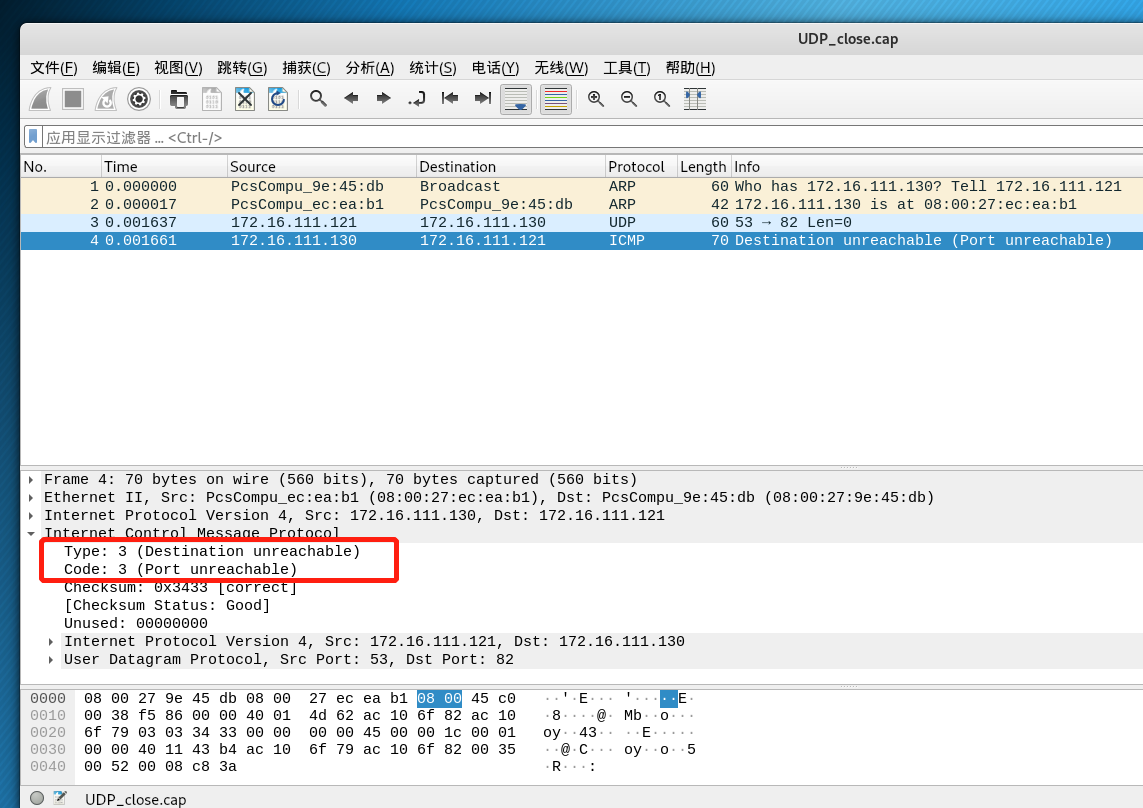 UDP_close.cap
文件(F) 编辑(E) 视图(V) 跳转(G) 捕获(C) 分析(A) 统计(S) 电话(Y) 无线(W) 工具(T) 帮助(H)
应用显示过滤器 … <Ctrl-/>
No. Time Source Destination Protocol Length Info
1 0.000000 PcsCompu_9e:45:db Broadcast ARP 60 Who has 172.16.111.130? Tell 172.16.111.121
2 0.000017 PcsCompu_ec:ea:b1 PcsCompu_9e:45:db ARP 42 172.16.111.130 is at 08:00:27:ec:ea:b1
3 0.001637 172.16.111.121 172.16.111.130 UDP 60 53 → 82 Len=0
4 0.001661 172.16.111.130 172.16.111.121 ICMP 70 Destination unreachable (Port unreachable)
Frame 4: 70 bytes on wire (560 bits), 70 bytes captured (560 bits)
Ethernet II, Src: PcsCompu_ec:ea:b1 (08:00:27:ec:ea:b1), Dst: PcsCompu_9e:45:db (08:00:27:9e:45:db)
Internet Protocol Version 4, Src: 172.16.111.130, Dst: 172.16.111.121
Internet Control Message Protocol
Type: 3 (Destination unreachable)
Code: 3 (Port unreachable)
Checksum: 0x3433 [correct]
[Checksum Status: Good]
Unused: 00000000
Internet Protocol Version 4, Src: 172.16.111.121, Dst: 172.16.111.130
User Datagram Protocol, Src Port: 53, Dst Port: 82
0000 08 00 27 9e 45 db 08 00 27 ec ea b1 08 00 45 c0 ··'·E··· '·····E·
0010 00 38 f5 86 00 00 40 01 4d 62 ac 10 6f 82 ac 10 ·8····@· Mb··o···
0020 6f 79 03 03 34 33 00 00 00 00 45 00 00 1c 00 01 oy··43·· ··E·····
0030 00 00 40 11 43 b4 ac 10 6f 79 ac 10 6f 82 00 35 ··@·C··· oy··o··5
0040 00 52 00 08 c8 3a ·R···:
UDP_close.cap